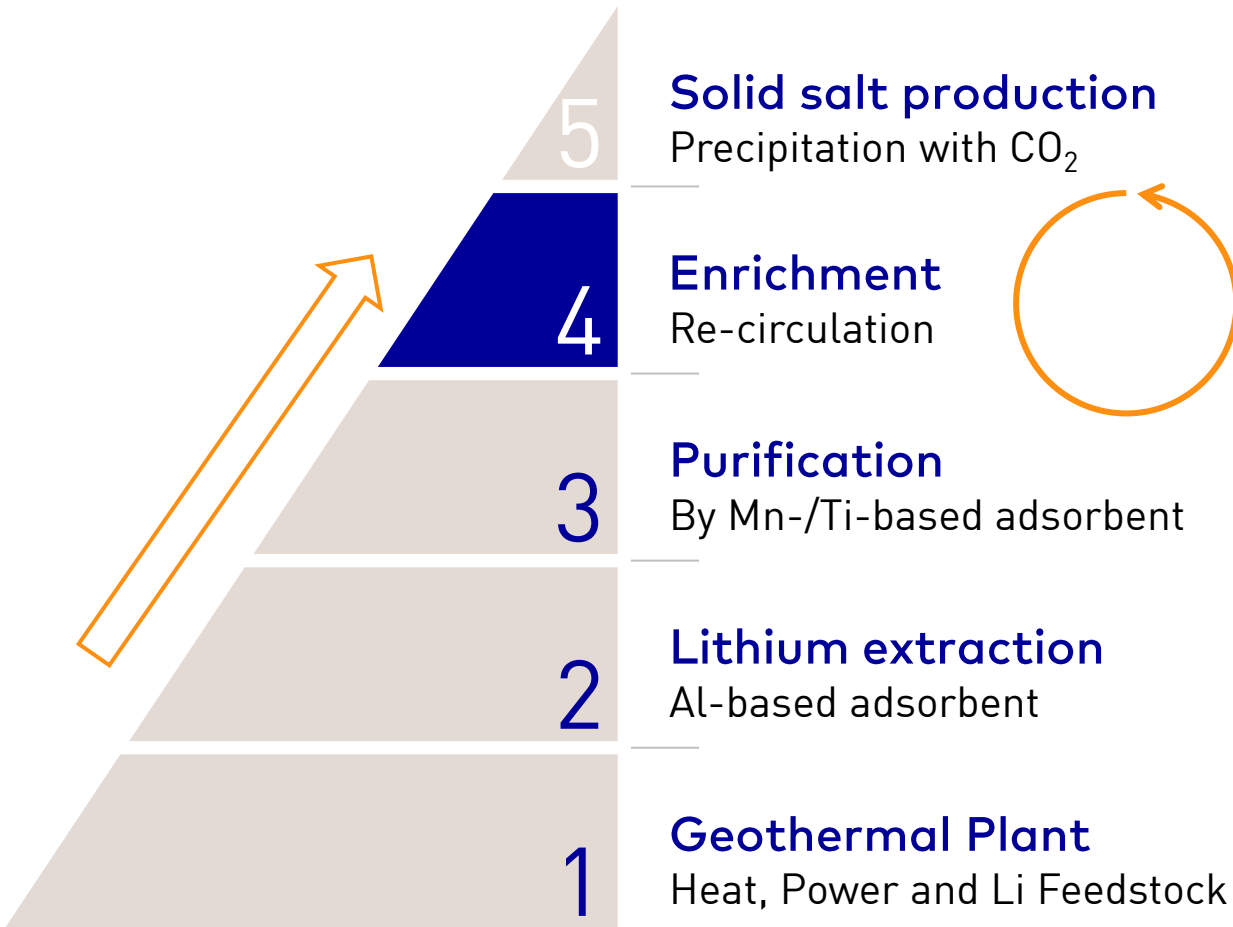 5
Solid salt production
Precipitation with CO₂
4
Enrichment
Re-circulation
3
Purification
By Mn-/Ti-based adsorbent
2
Lithium extraction
Al-based adsorbent
1
Geothermal Plant
Heat, Power and Li Feedstock